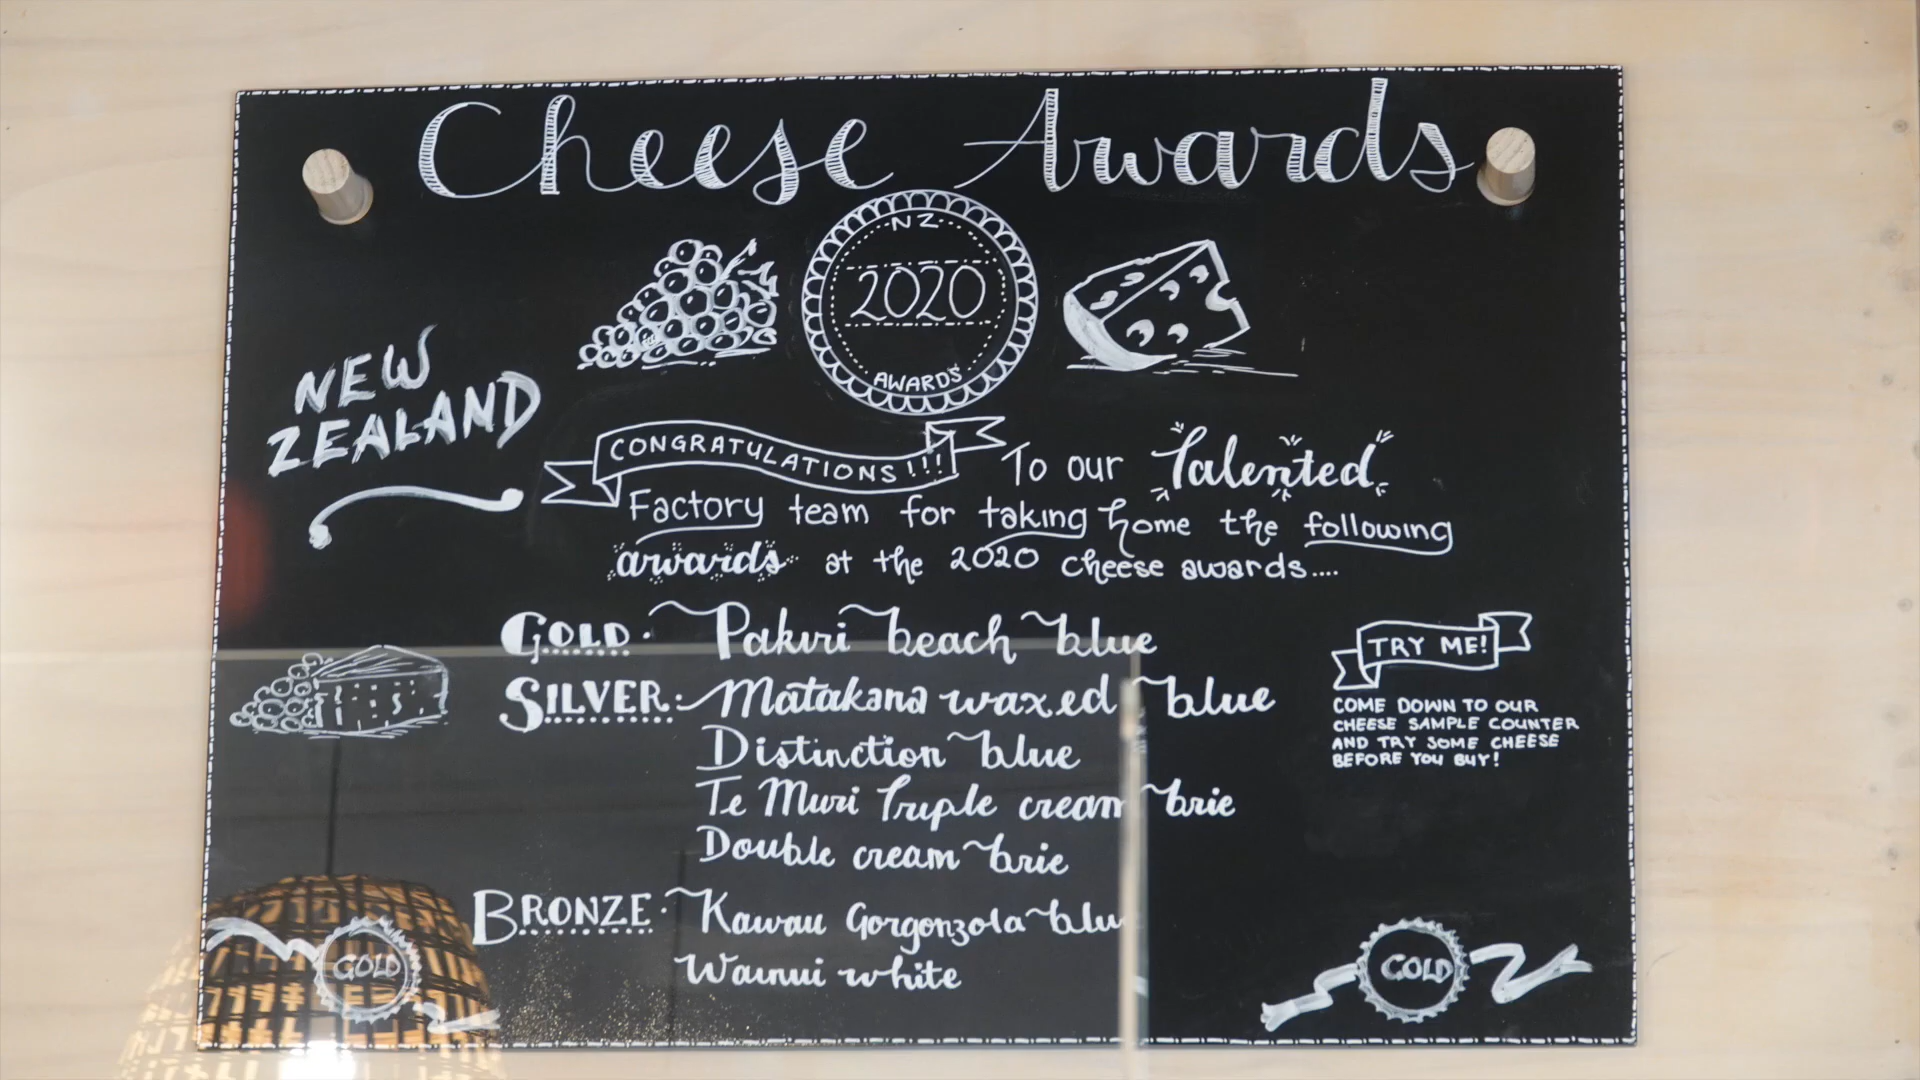 Cheese Awards
NZ
2020
AWARDS
NEW
ZEALAND
CONGRATULATIONS!!! To our Talented
Factory team for taking home the following
awards at the 2020 cheese awards....
GOLD: Pakiri beach blue
SILVER: Matakana waxed blue
Distinction blue
Te Muri Triple cream brie
Double cream brie
BRONZE: Kawau Gorgonzola blue
Wainui white
TRY ME!
COME DOWN TO OUR
CHEESE SAMPLE COUNTER
AND TRY SOME CHEESE
BEFORE YOU BUY!
GOLD
GOLD